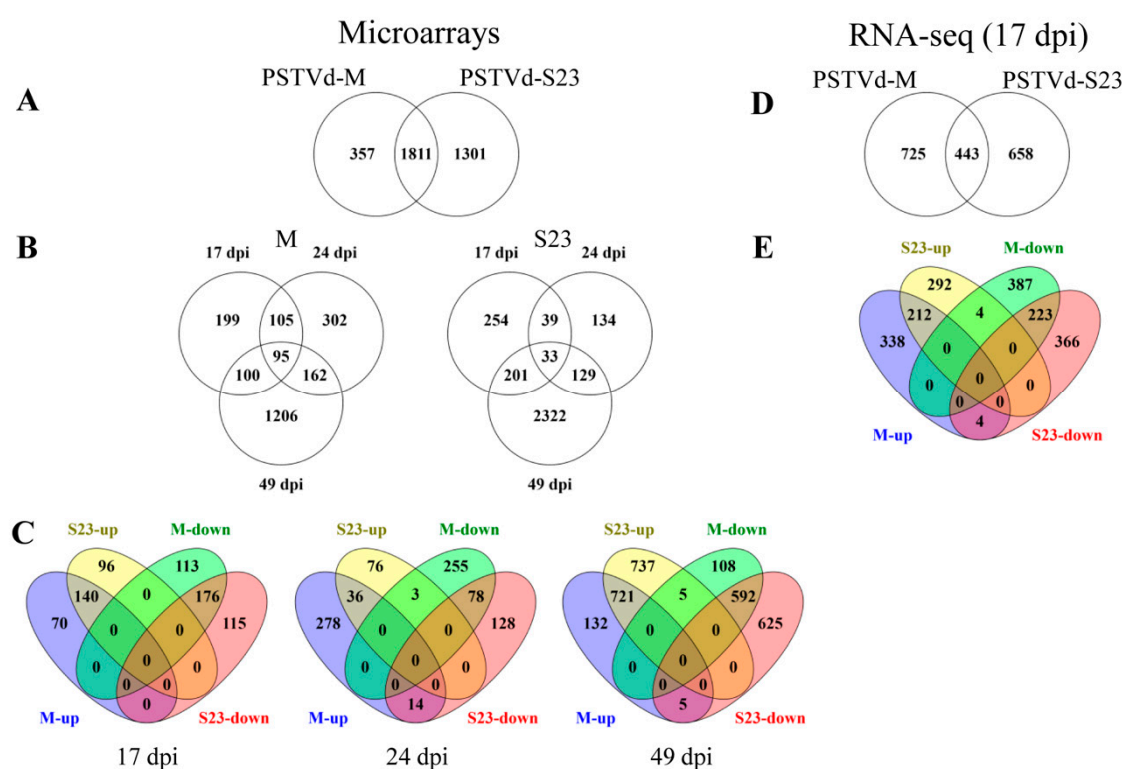 Microarrays
RNA-seq (17 dpi)
A
PSTVd-M
PSTVd-S23
357
1811
1301
D
PSTVd-M
PSTVd-S23
725
443
658
B
M
17 dpi
24 dpi
199
105
302
95
100
162
1206
49 dpi
S23
17 dpi
24 dpi
254
39
134
33
201
129
2322
49 dpi
E
S23-up
M-down
292
387
212
4
223
338
366
0
0
0
0
0
0
0
4
M-up
S23-down
C
S23-up
M-down
96
113
140
0
176
70
115
0
0
0
0
0
0
0
0
M-up
S23-down
17 dpi
S23-up
M-down
76
255
36
3
78
278
128
0
0
0
0
0
0
0
14
M-up
S23-down
24 dpi
S23-up
M-down
737
108
721
5
592
132
625
0
0
0
0
0
0
0
5
M-up
S23-down
49 dpi